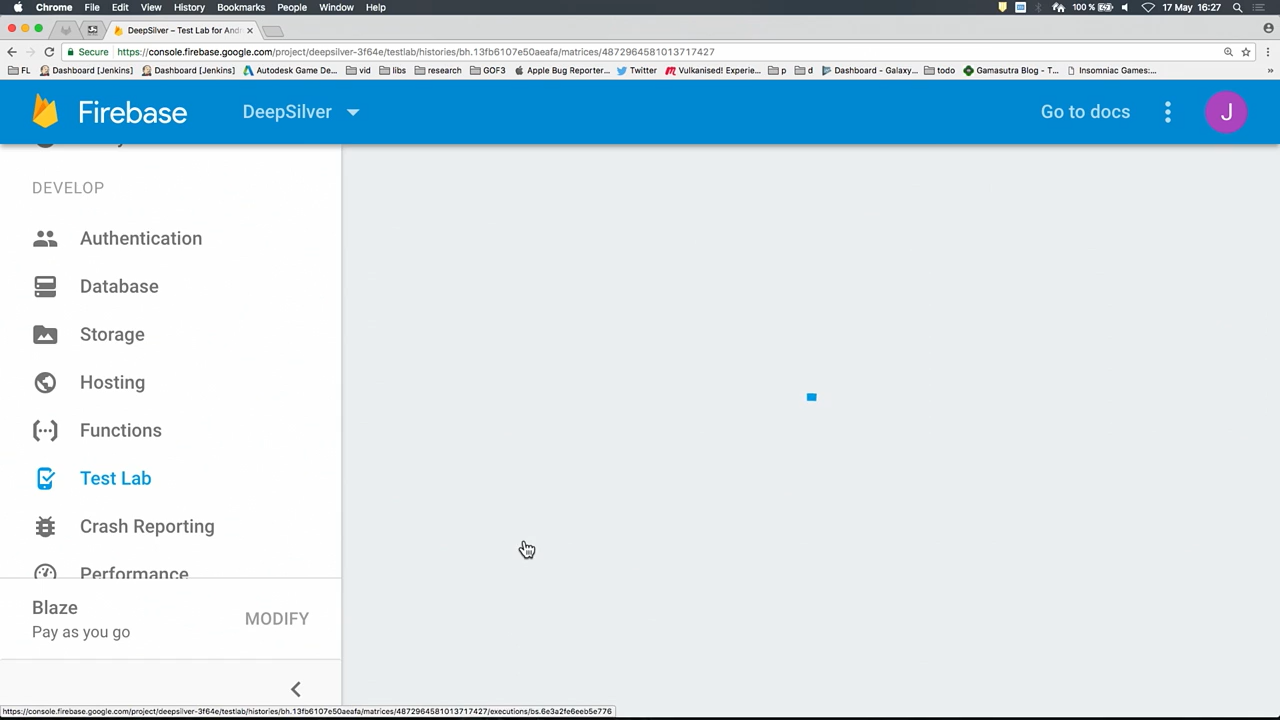 Chrome File Edit View History Bookmarks People Window Help 100% 17 May 16:27
DeepSilver – Test Lab for Andr
Secure https://console.firebase.google.com/project/deepsilver-3f64e/testlab/histories/bh.13fb6107e50aeafa/matrices/4872964581013717427
FL Dashboard [Jenkins] Dashboard [Jenkins] Autodesk Game De... vid libs research GOF3 Apple Bug Reporter... Twitter Vulkanised! Experie... p d Dashboard - Galaxy... todo Gamasutra Blog - T... Insomniac Games:... »
Firebase DeepSilver Go to docs J
DEVELOP
Authentication
Database
Storage
Hosting
Functions
Test Lab
Crash Reporting
Performance
Blaze
Pay as you go
MODIFY
https://console.firebase.google.com/project/deepsilver-3f64e/testlab/histories/bh.13fb6107e50aeafa/matrices/4872964581013717427/executions/bs.6e3a2fe6eeb5e776